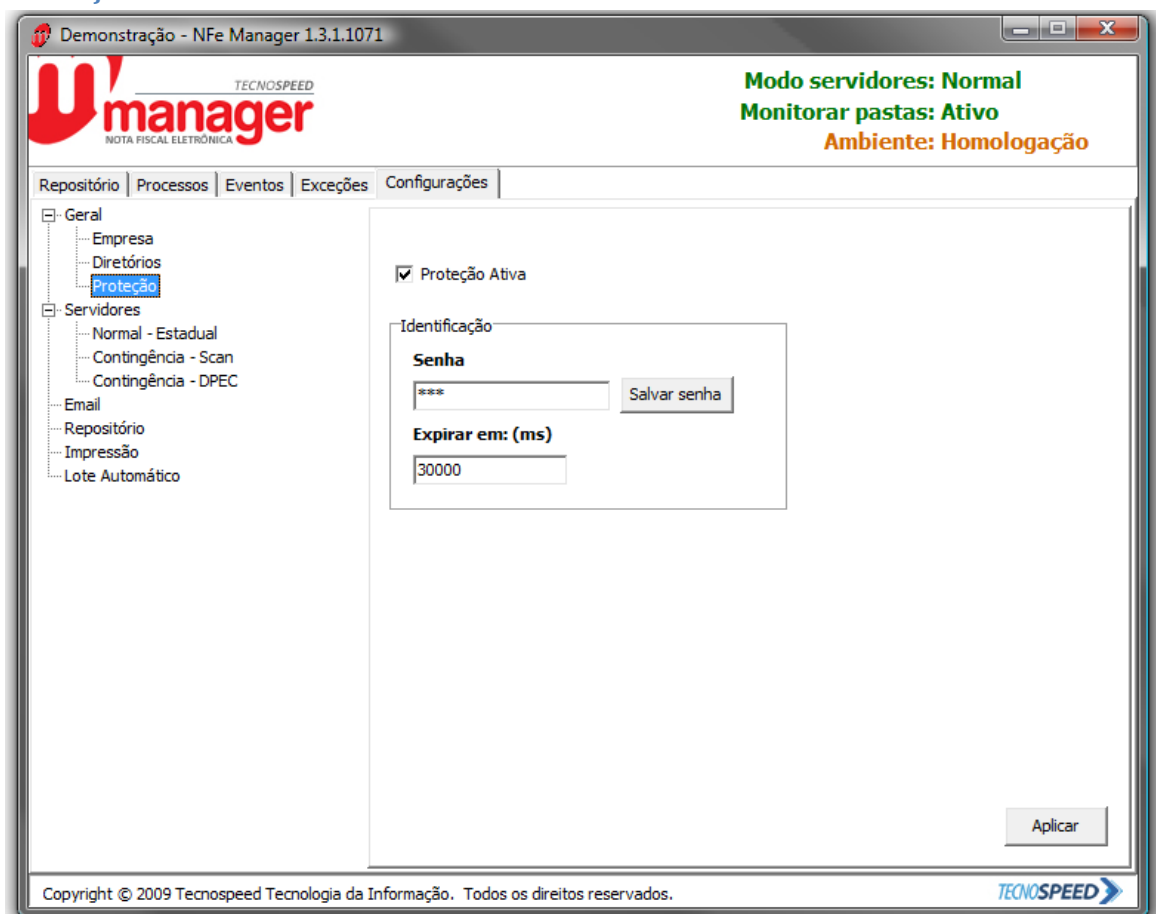 Demonstração - NFe Manager 1.3.1.1071
TECNOSPEED
manager
NOTA FISCAL ELETRÔNICA
Modo servidores: Normal
Monitorar pastas: Ativo
Ambiente: Homologação
Repositório Processos Eventos Exceções Configurações
Geral
Empresa
Diretórios
Proteção
Servidores
Normal - Estadual
Contingência - Scan
Contingência - DPEC
Email
Repositório
Impressão
Lote Automático
Proteção Ativa
Identificação
Senha
*** Salvar senha
Expirar em: (ms)
30000
Aplicar
Copyright © 2009 Tecnospeed Tecnologia da Informação. Todos os direitos reservados.
TECNOSPEED